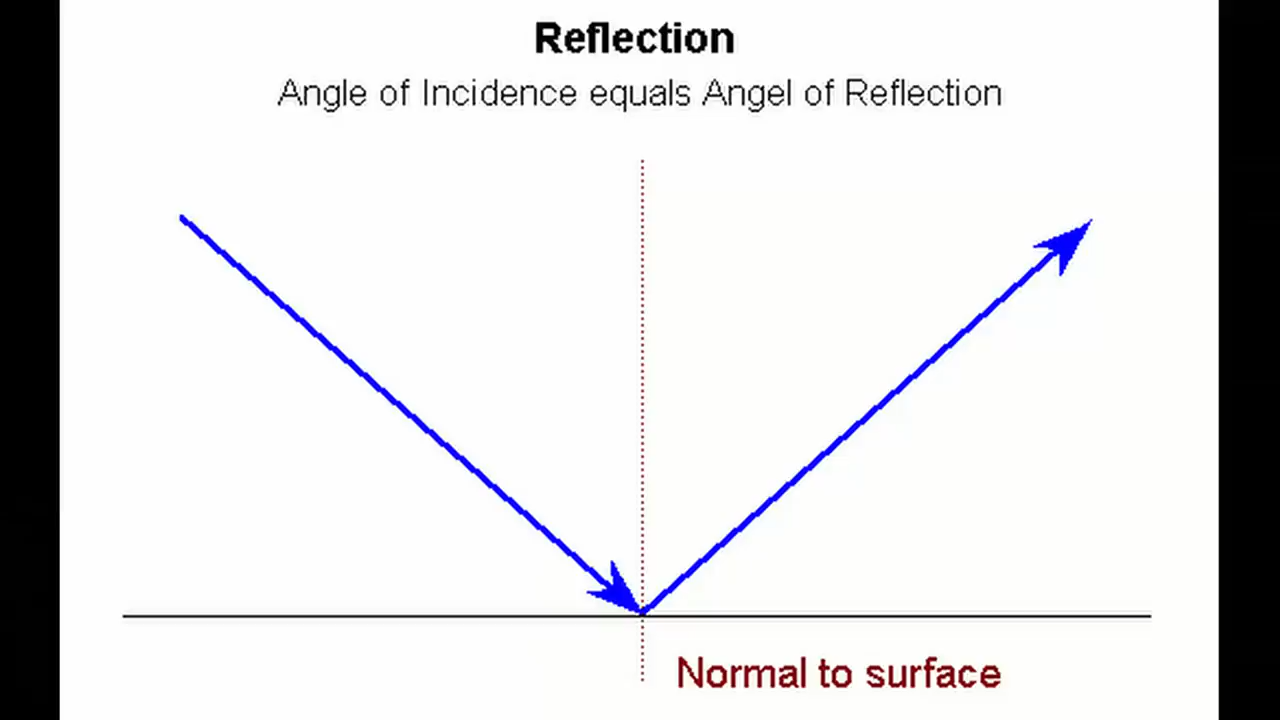 Reflection
Angle of Incidence equals Angel of Reflection
Normal to surface